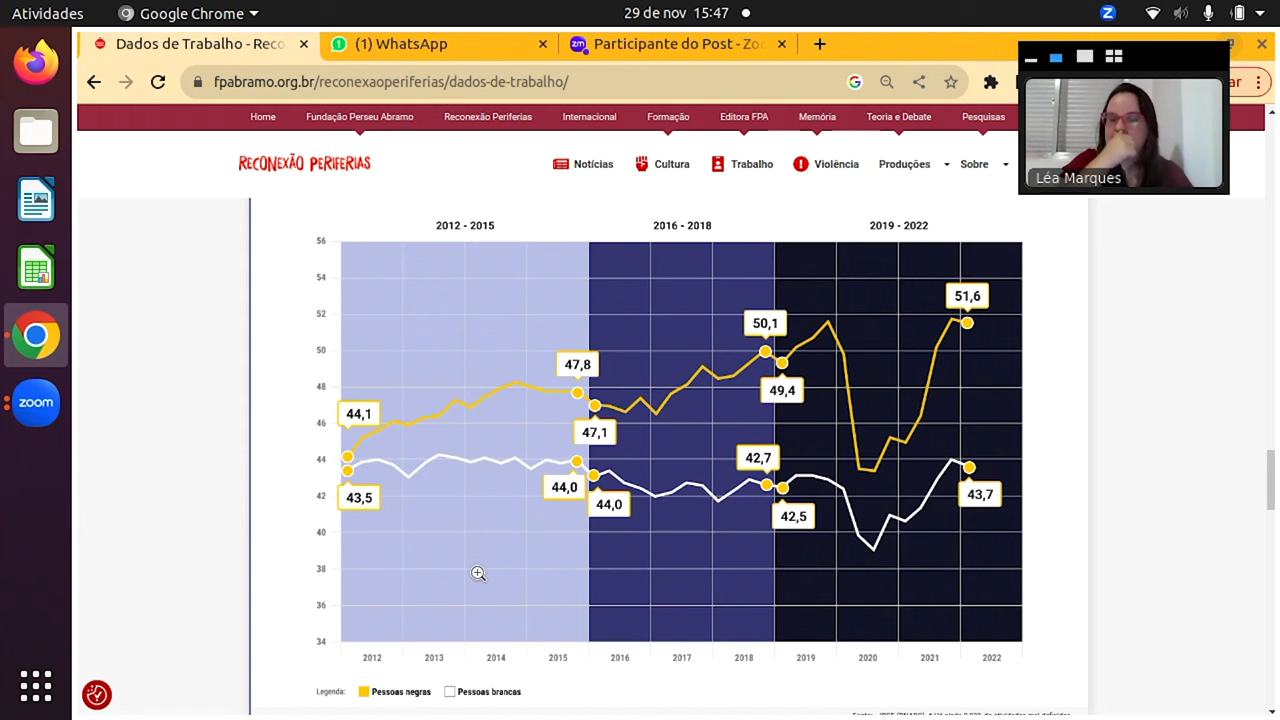 Atividades Google Chrome 29 de nov 15:47
Dados de Trabalho - Reco (1) WhatsApp Participante do Post - Zoo
fpabramo.org.br/reconexaoperiferias/dados-de-trabalho/
Home Fundação Perseu Abramo Reconexão Periferias Internacional Formação Editora FPA Memória Teoria e Debate Pesquisas
RECONEXÃO PERIFERIAS Notícias Cultura Trabalho Violência Produções Sobre
Léa Marques
2012 - 2015 2016 - 2018 2019 - 2022
56
54
52
50
48
46
44
42
40
38
36
34
44,1
43,5
47,8
47,1
44,0
44,0
50,1
49,4
42,7
42,5
51,6
43,7
2012 2013 2014 2015 2016 2017 2018 2019 2020 2021 2022
Legenda: Pessoas negras Pessoas brancas
zoom